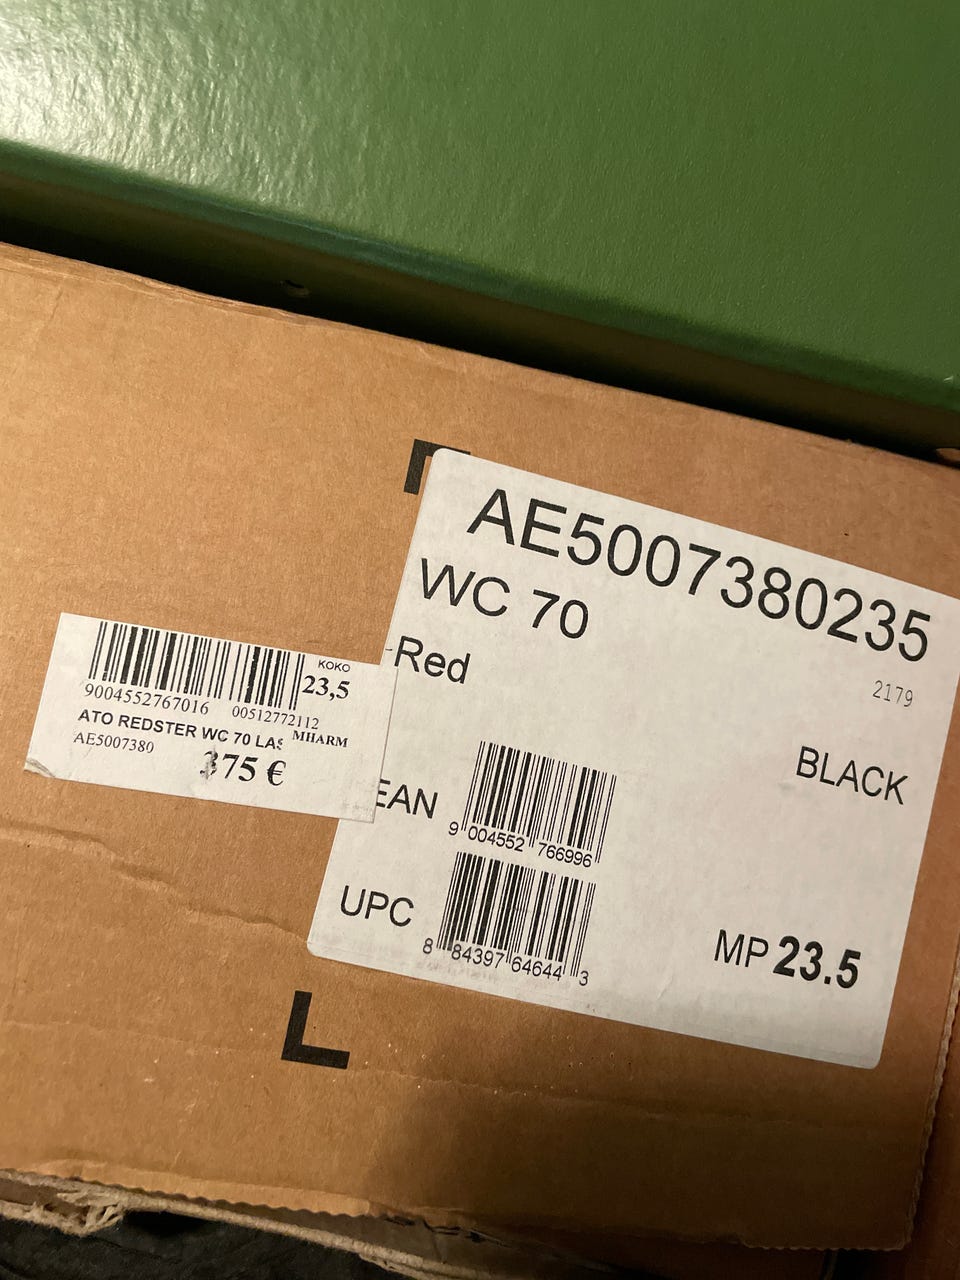 AE5007380235
WC 70
Red
2179
BLACK
EAN
9 004552 766996
UPC
8 84397 64644 3
MP 23.5
KOKO
23,5
9004552767016
00512772112
ATO REDSTER WC 70 LAS
MHARM
AE5007380
375 €